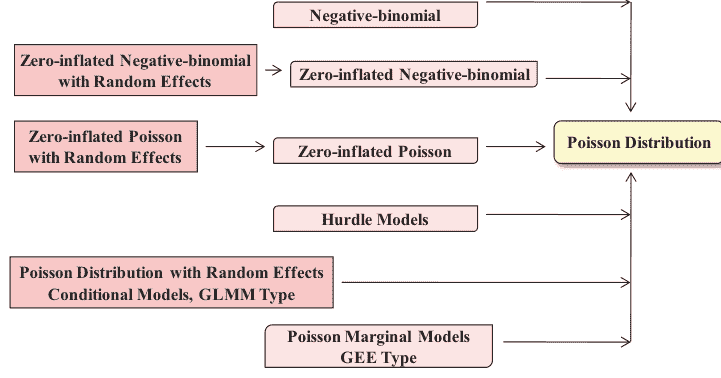 Negative-binomial
Zero-inflated Negative-binomial
with Random Effects
Zero-inflated Negative-binomial
Zero-inflated Poisson
with Random Effects
Zero-inflated Poisson
Poisson Distribution
Hurdle Models
Poisson Distribution with Random Effects
Conditional Models, GLMM Type
Poisson Marginal Models
GEE Type